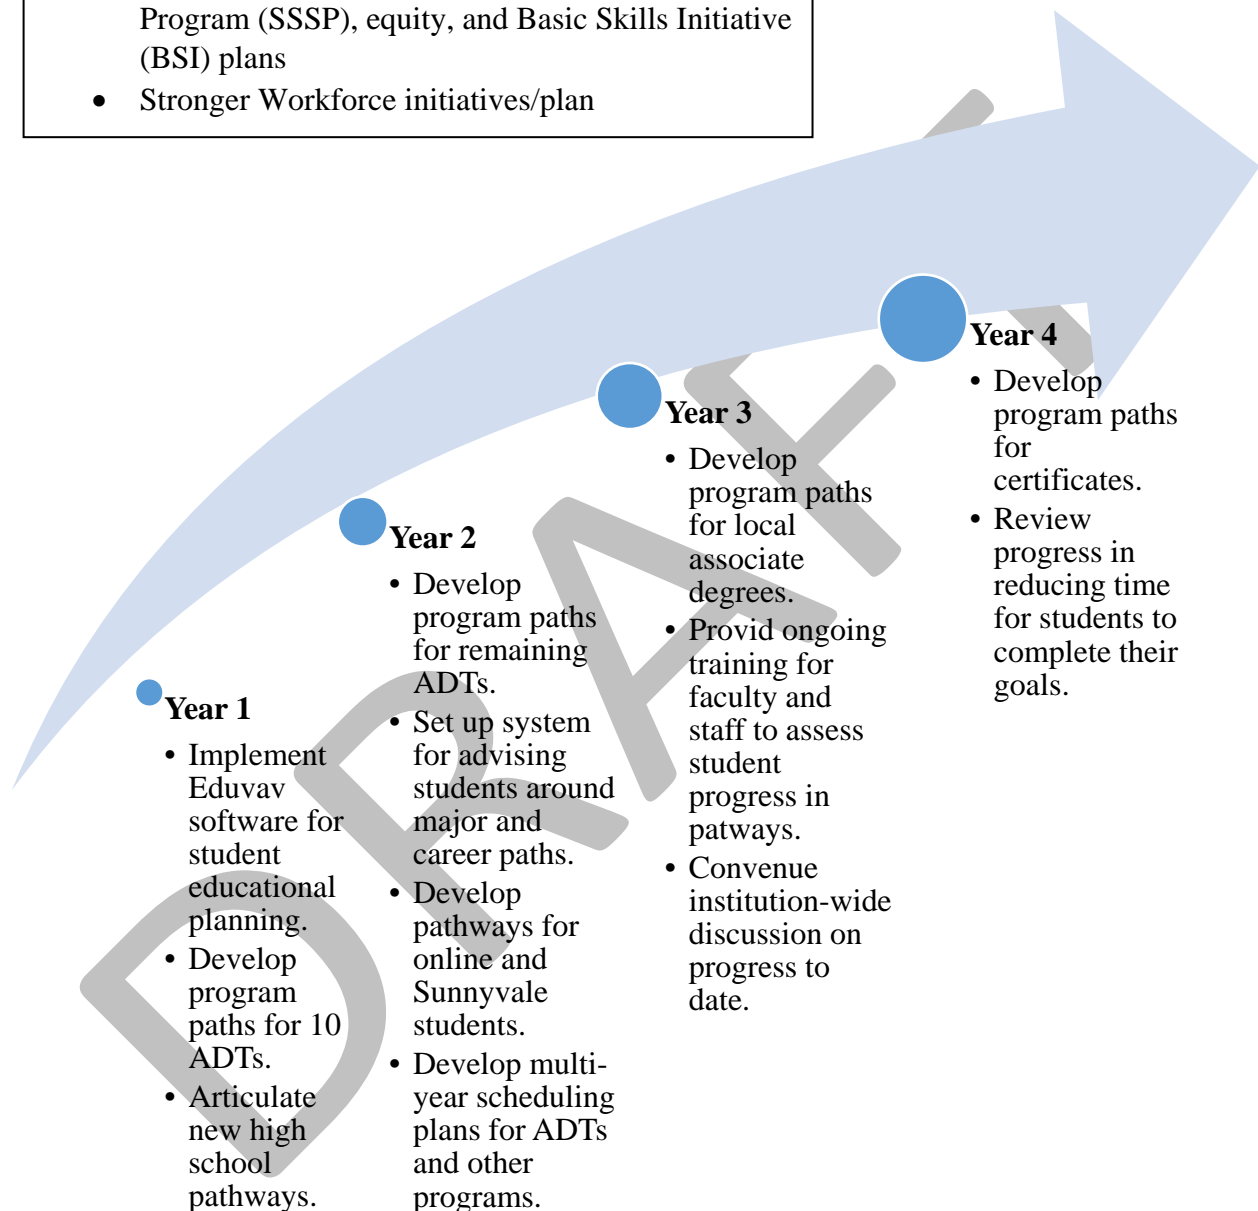 Program (SSSP), equity, and Basic Skills Initiative
(BSI) plans
• Stronger Workforce initiatives/plan
DRAFT
Year 1
• Implement
Eduvav
software for
student
educational
planning.
• Develop
program
paths for 10
ADTs.
• Articulate
new high
school
pathways.
Year 2
• Develop
program paths
for remaining
ADTs.
• Set up system
for advising
students around
major and
career paths.
• Develop
pathways for
online and
Sunnyvale
students.
• Develop multi-
year scheduling
plans for ADTs
and other
programs.
Year 3
• Develop
program paths
for local
associate
degrees.
• Provid ongoing
training for
faculty and
staff to assess
student
progress in
patways.
• Convenue
institution-wide
discussion on
progress to
date.
Year 4
• Develop
program paths
for
certificates.
• Review
progress in
reducing time
for students to
complete their
goals.